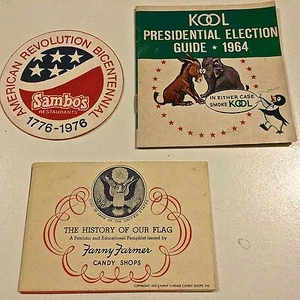 AMERICAN REVOLUTION BICENTENNIAL
Sambo's
RESTAURANTS
1776-1976
KOOL
PRESIDENTIAL ELECTION
GUIDE ★ 1964
IN EITHER CASE
SMOKE KOOL
THE HISTORY OF OUR FLAG
A Patriotic and Educational Pamphlet issued by
Fanny Farmer
CANDY SHOPS